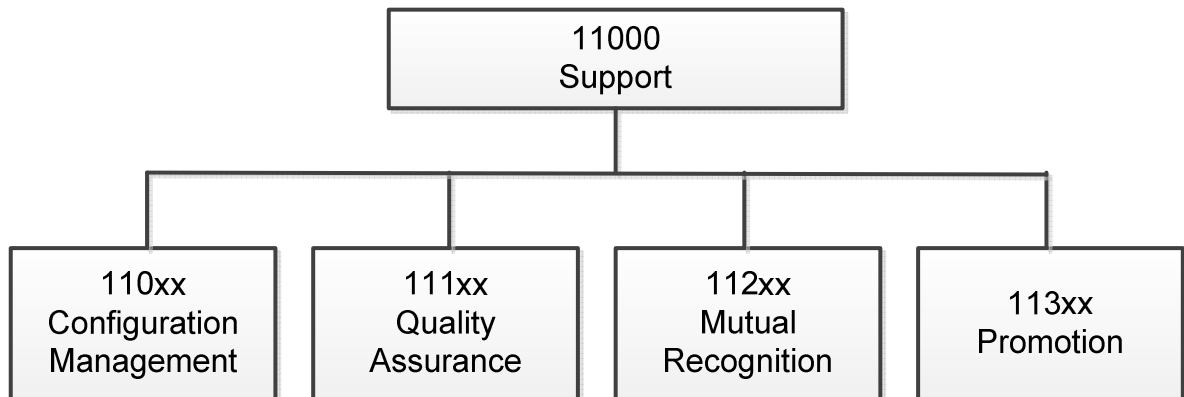 11000
Support
110xx
Configuration
Management
111xx
Quality
Assurance
112xx
Mutual
Recognition
113xx
Promotion